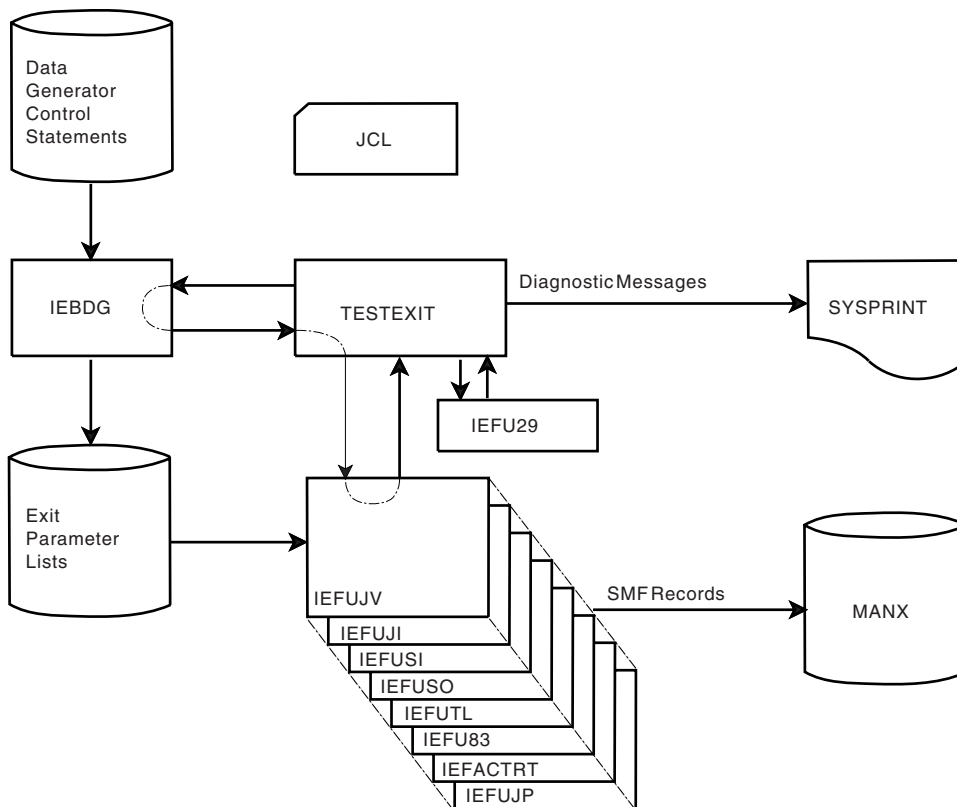 Data
Generator
Control
Statements
JCL
IEBDG
TESTEXIT
Diagnostic Messages
SYSPRINT
IEFU29
Exit
Parameter
Lists
IEFUJV
SMF Records
MANX
IEFUJI
IEFUSI
IEFUSO
IEFUTL
IEFU83
IEFACTRT
IEFUJP